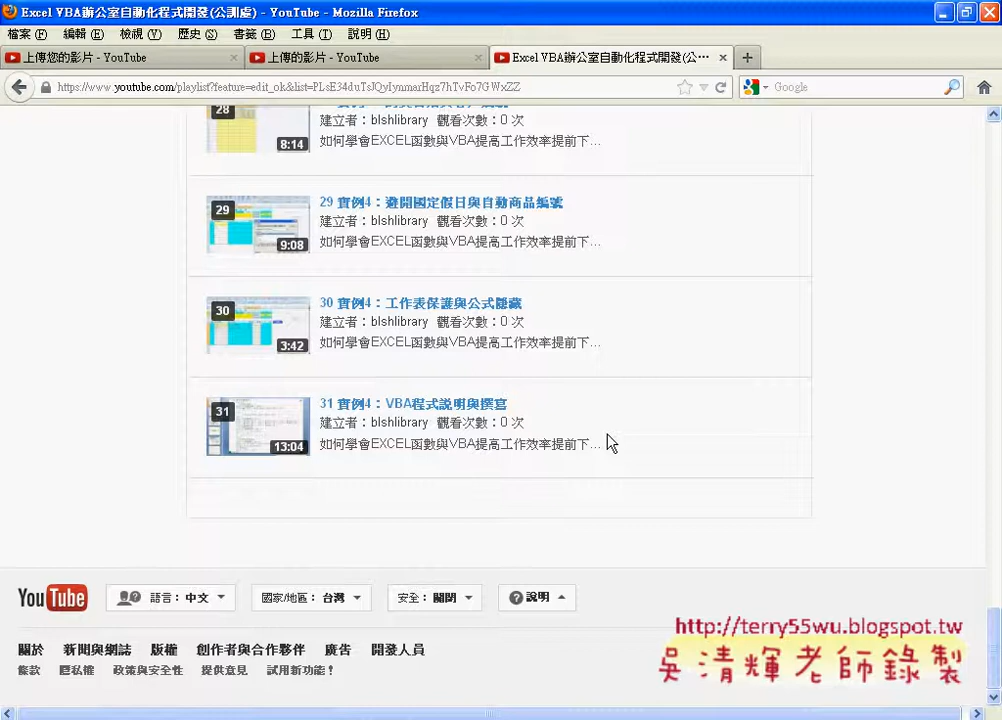 Excel VBA辦公室自動化程式開發(公訓處) - YouTube - Mozilla Firefox
檔案(F) 編輯(E) 檢視(V) 歷史(S) 書籤(B) 工具(T) 說明(H)
上傳您的影片 - YouTube × 上傳的影片 - YouTube × Excel VBA辦公室自動化程式開發(公… × +
https://www.youtube.com/playlist?feature=edit_ok&list=PLsE34duTsJQyIynmarHqz7hTvFo7GWxZZ Google
28
建立者：blshlibrary 觀看次數：0 次
8:14
如何學會EXCEL函數與VBA提高工作效率提前下...
29
29 實例4：避開國定假日與自動商品編號
建立者：blshlibrary 觀看次數：0 次
9:08
如何學會EXCEL函數與VBA提高工作效率提前下...
30
30 實例4：工作表保護與公式隱藏
建立者：blshlibrary 觀看次數：0 次
3:42
如何學會EXCEL函數與VBA提高工作效率提前下...
31
31 實例4：VBA程式說明與撰寫
建立者：blshlibrary 觀看次數：0 次
13:04
如何學會EXCEL函數與VBA提高工作效率提前下...
YouTube 語言：中文 國家/地區：台灣 安全：關閉 說明
關於 新聞與網誌 版權 創作者與合作夥伴 廣告 開發人員
條款 隱私權 政策與安全性 提供意見 試用新功能！
http://terry55wu.blogspot.tw
吳清輝老師錄製